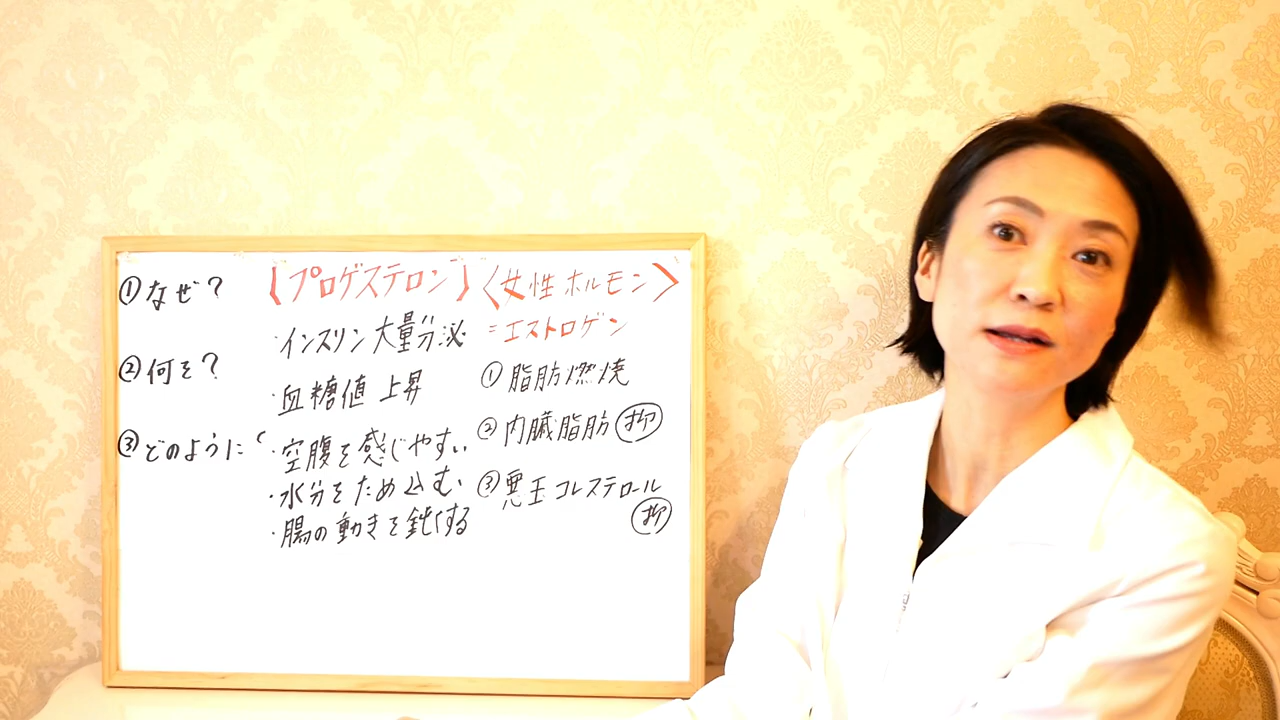 ①なぜ?
②何を?
③どのように
【プロゲステロン】
・インスリン大量分泌
・血糖値上昇
・空腹を感じやすい
・水分をため込む
・腸の動きを鈍くする
〈女性ホルモン〉
=エストロゲン
①脂肪燃焼
②内臓脂肪 抑
③悪玉コレステロール
抑